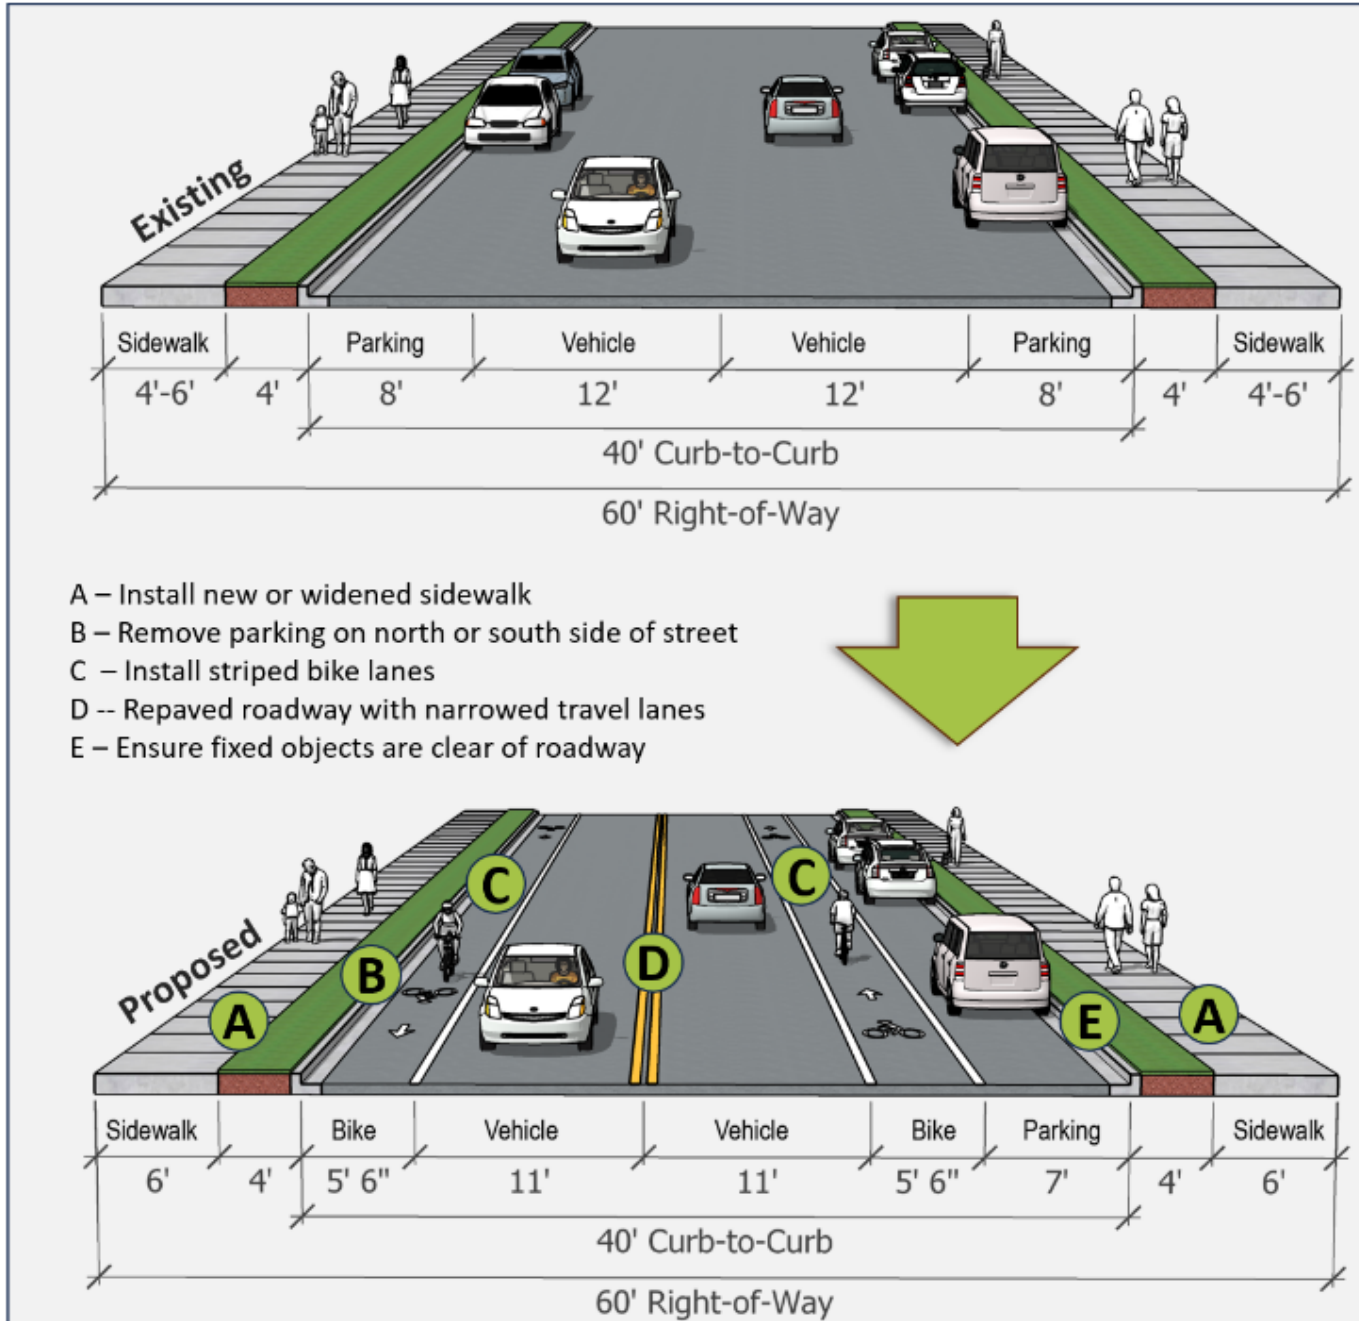 Existing
Sidewalk Parking Vehicle Vehicle Parking Sidewalk
4'-6' 4' 8' 12' 12' 8' 4' 4'-6'
40' Curb-to-Curb
60' Right-of-Way
A – Install new or widened sidewalk
B – Remove parking on north or south side of street
C – Install striped bike lanes
D -- Repaved roadway with narrowed travel lanes
E – Ensure fixed objects are clear of roadway
Proposed
C C
B D
A E A
Sidewalk Bike Vehicle Vehicle Bike Parking Sidewalk
6' 4' 5' 6" 11' 11' 5' 6" 7' 4' 6'
40' Curb-to-Curb
60' Right-of-Way